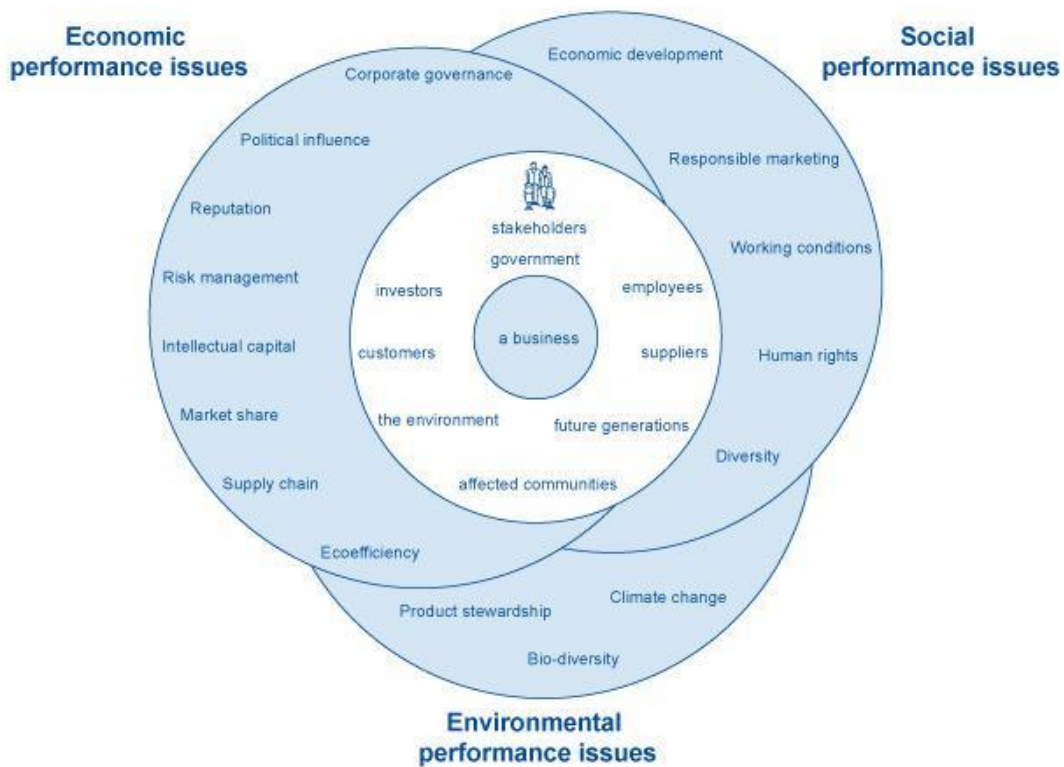 Economic
performance issues
Social
performance issues
Economic development
Corporate governance
Political influence
Responsible marketing
Reputation
stakeholders
Working conditions
government
Risk management
investors
employees
a business
Intellectual capital
customers
suppliers
Human rights
Market share
the environment
future generations
Diversity
Supply chain
affected communities
Ecoefficiency
Climate change
Product stewardship
Bio-diversity
Environmental
performance issues